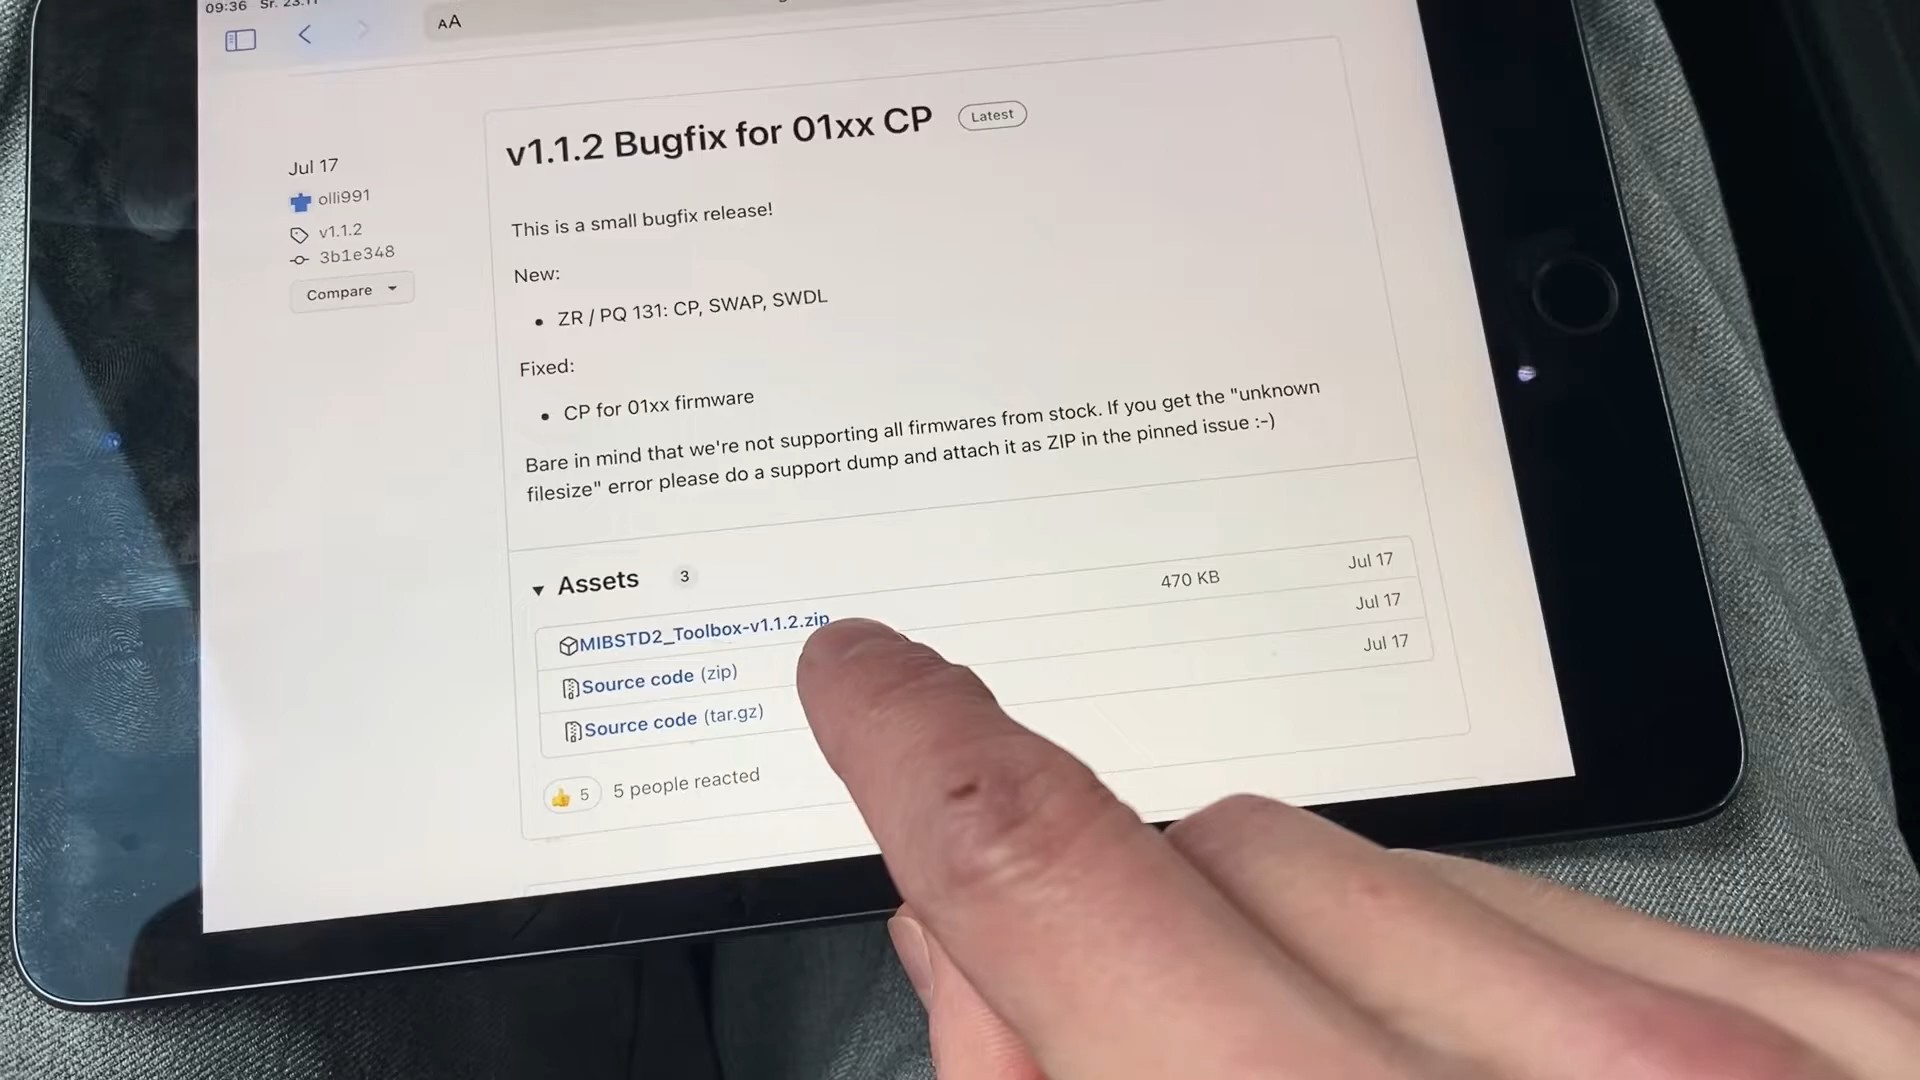 09:36 Sr. 23.11
AA
v1.1.2 Bugfix for 01xx CP Latest
Jul 17
olli991
v1.1.2
3b1e348
Compare
This is a small bugfix release!
New:
• ZR / PQ 131: CP, SWAP, SWDL
Fixed:
• CP for 01xx firmware
Bare in mind that we're not supporting all firmwares from stock. If you get the "unknown
filesize" error please do a support dump and attach it as ZIP in the pinned issue :-)
Assets 3
MIBSTD2_Toolbox-v1.1.2.zip 470 KB Jul 17
Source code (zip) Jul 17
Source code (tar.gz) Jul 17
👍 5 5 people reacted